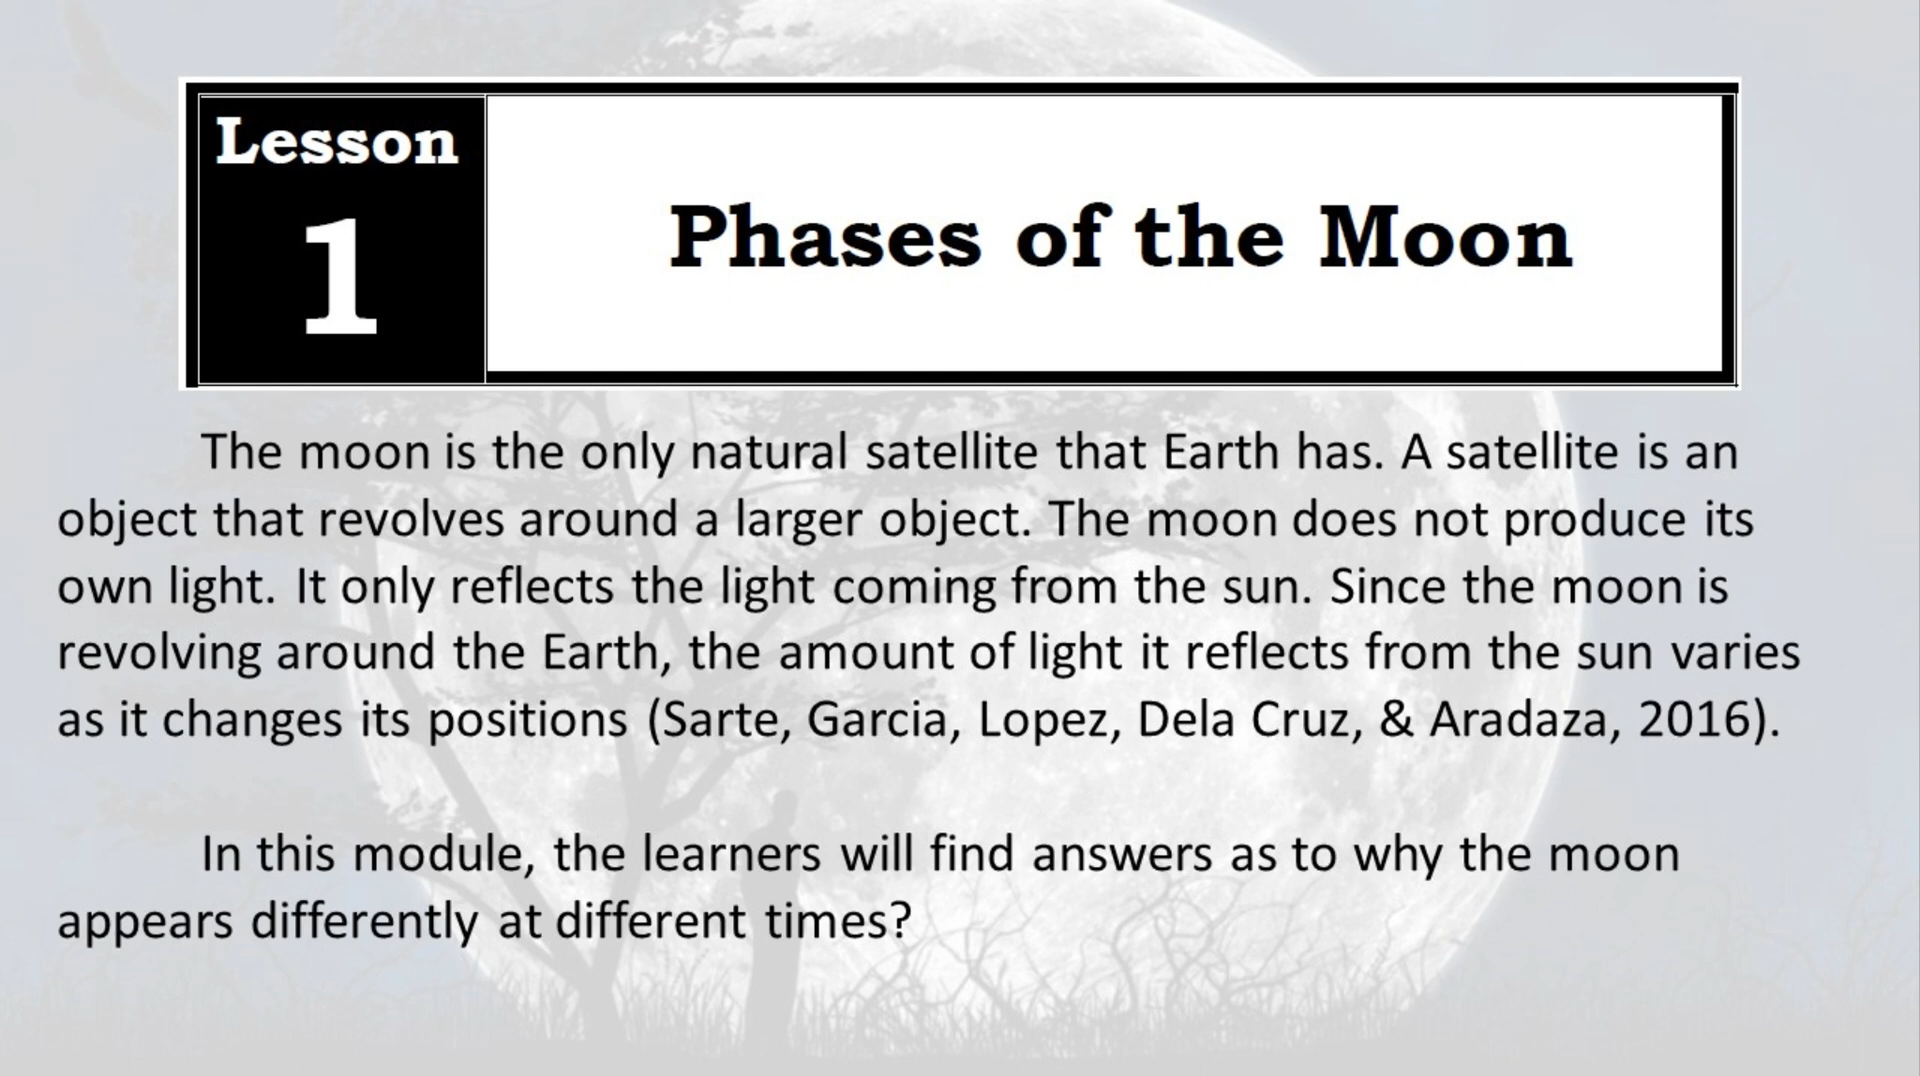 Lesson
1
Phases of the Moon
The moon is the only natural satellite that Earth has. A satellite is an
object that revolves around a larger object. The moon does not produce its
own light. It only reflects the light coming from the sun. Since the moon is
revolving around the Earth, the amount of light it reflects from the sun varies
as it changes its positions (Sarte, Garcia, Lopez, Dela Cruz, & Aradaza, 2016).
In this module, the learners will find answers as to why the moon
appears differently at different times?